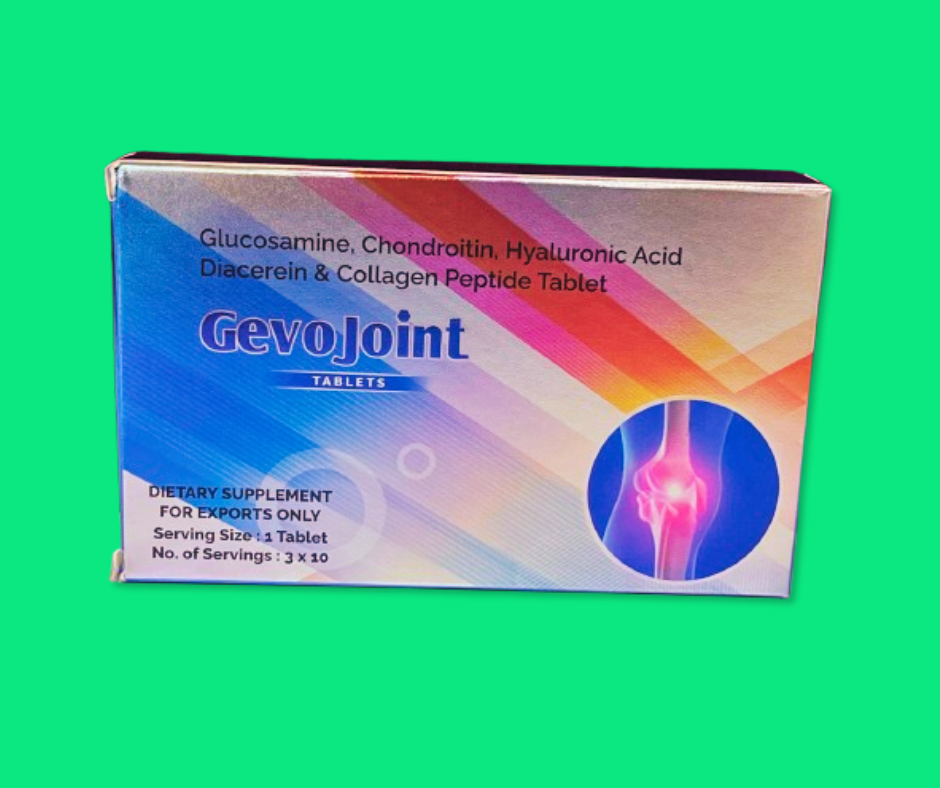 Glucosamine, Chondroitin, Hyaluronic Acid
Diacerein & Collagen Peptide Tablet
GevoJoint
TABLETS
DIETARY SUPPLEMENT
FOR EXPORTS ONLY
Serving Size : 1 Tablet
No. of Servings : 3 x 10